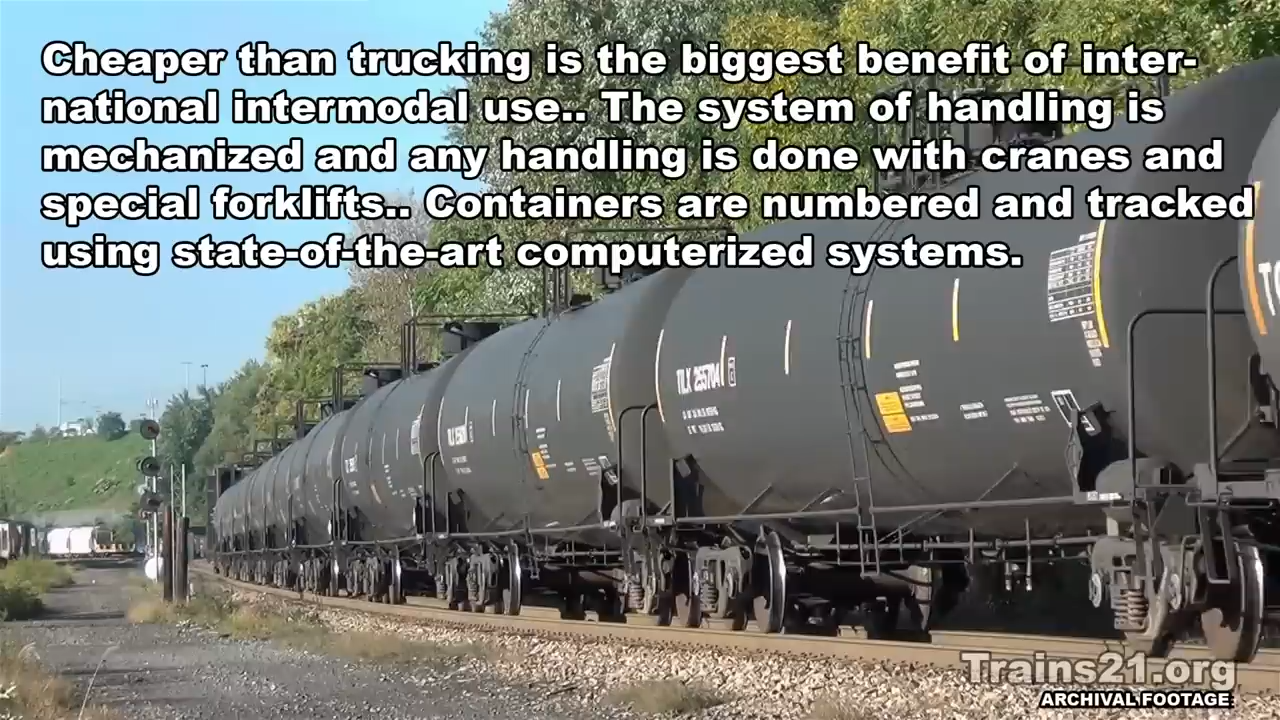 Cheaper than trucking is the biggest benefit of inter-
national intermodal use.. The system of handling is
mechanized and any handling is done with cranes and
special forklifts.. Containers are numbered and tracked
using state-of-the-art computerized systems.
TILX 255704
Trains21.org
ARCHIVAL FOOTAGE